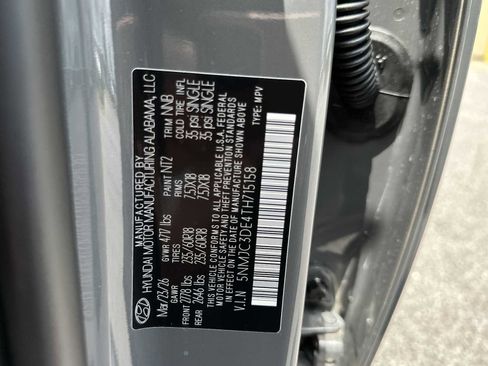 MANUFACTURED BY
HYUNDAI MOTOR MANUFACTURING ALABAMA, LLC
Mar/23/26 GVWR 4717 lbs PAINT NT2 TRIM NNB
GAWR TIRES RIMS COLD TIRE INFL
FRONT 2778 lbs 235/60R18 7.5JX18 35 psi SINGLE
REAR 2646 lbs 235/60R18 7.5JX18 35 psi SINGLE
THIS VEHICLE CONFORMS TO ALL APPLICABLE U.S.A. FEDERAL
MOTOR VEHICLE SAFETY, BUMPER, AND THEFT PREVENTION STANDARDS
IN EFFECT ON THE DATE OF MANUFACTURE SHOWN ABOVE
V.I.N 5NMJC3DE4TH715158 TYPE: MPV